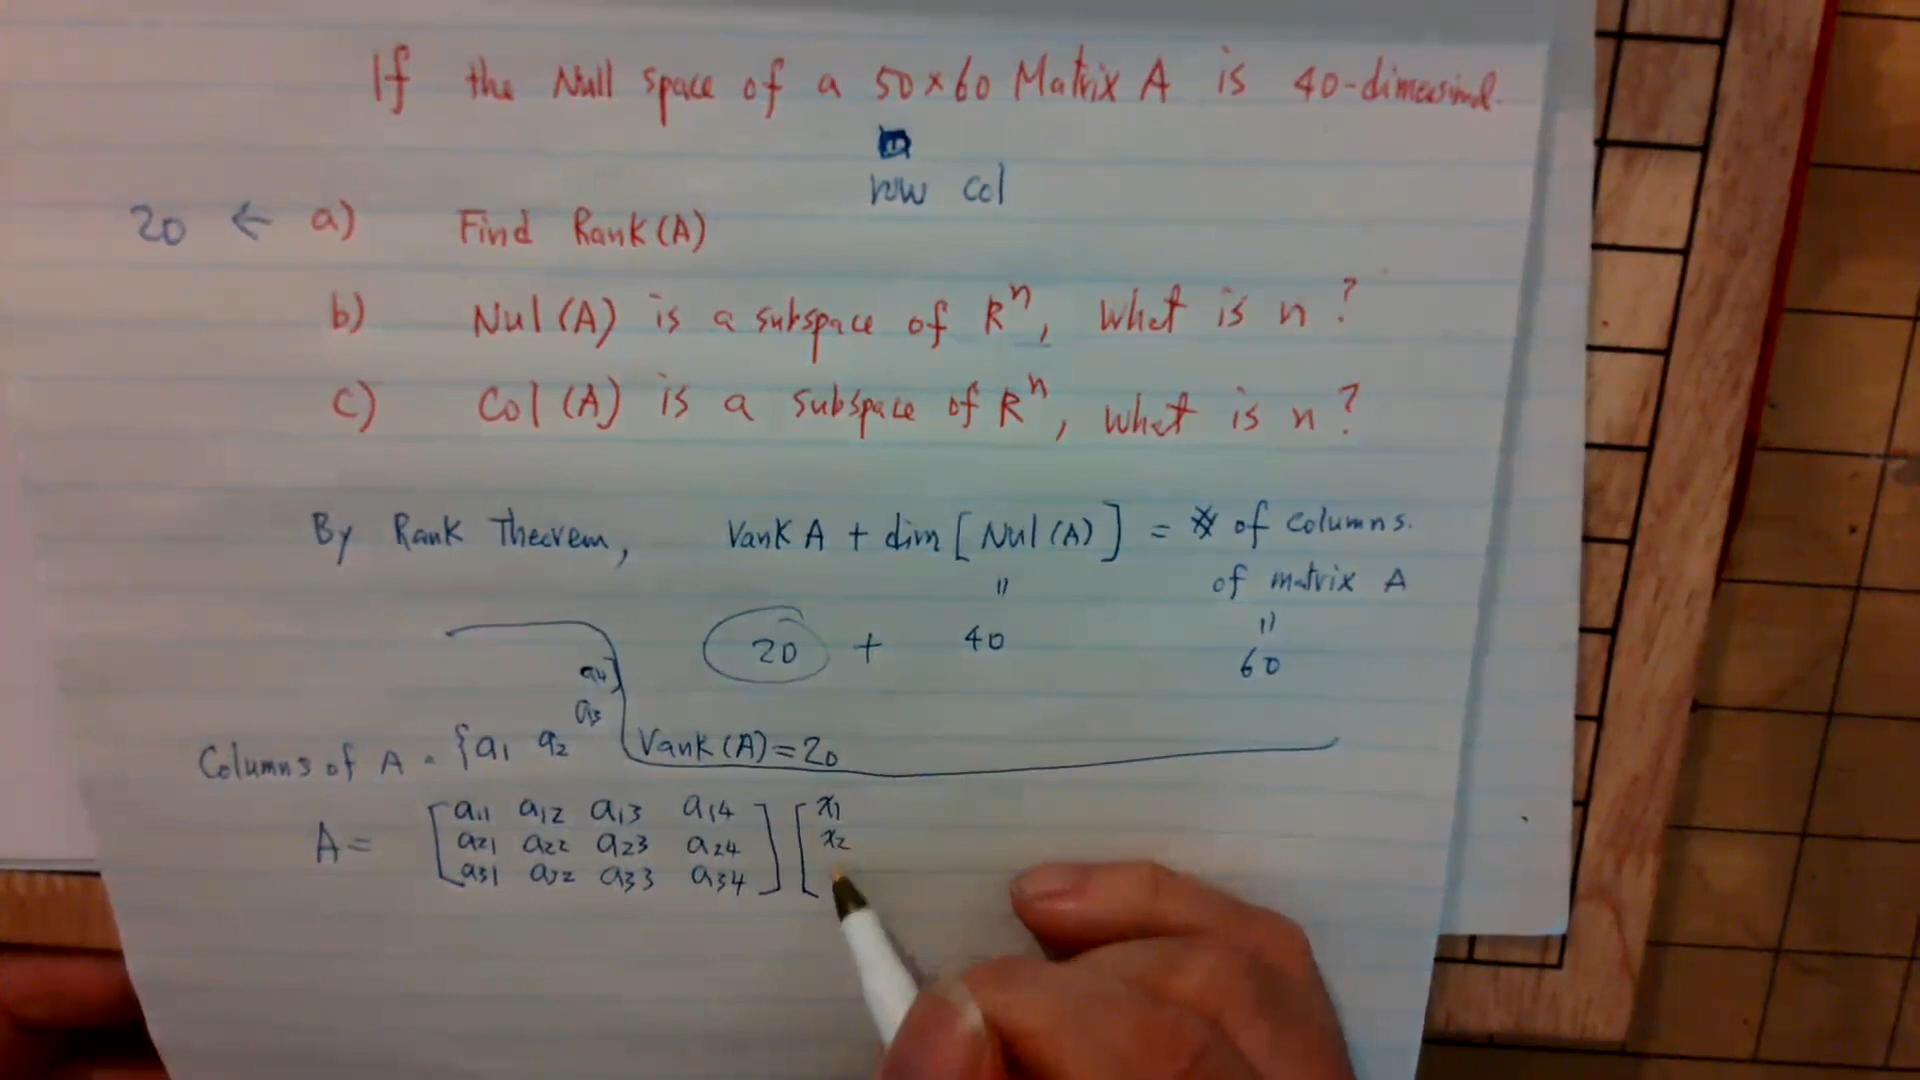 If the Null space of a 50×60 Matrix A is 40-dimensional.
row col
20 ← a) Find Rank(A)
b) Nul(A) is a subspace of Rⁿ, What is n?
c) Col(A) is a subspace of Rⁿ, What is n?
By Rank Theorem, rank A + dim [Nul(A)] = # of columns.
of matrix A
20 + 40 60
a4}
a3
Columns of A = {a1 a2
rank(A)=20
A = [a11 a12 a13 a14] [x1
a21 a22 a23 a24 x2
a31 a32 a33 a34